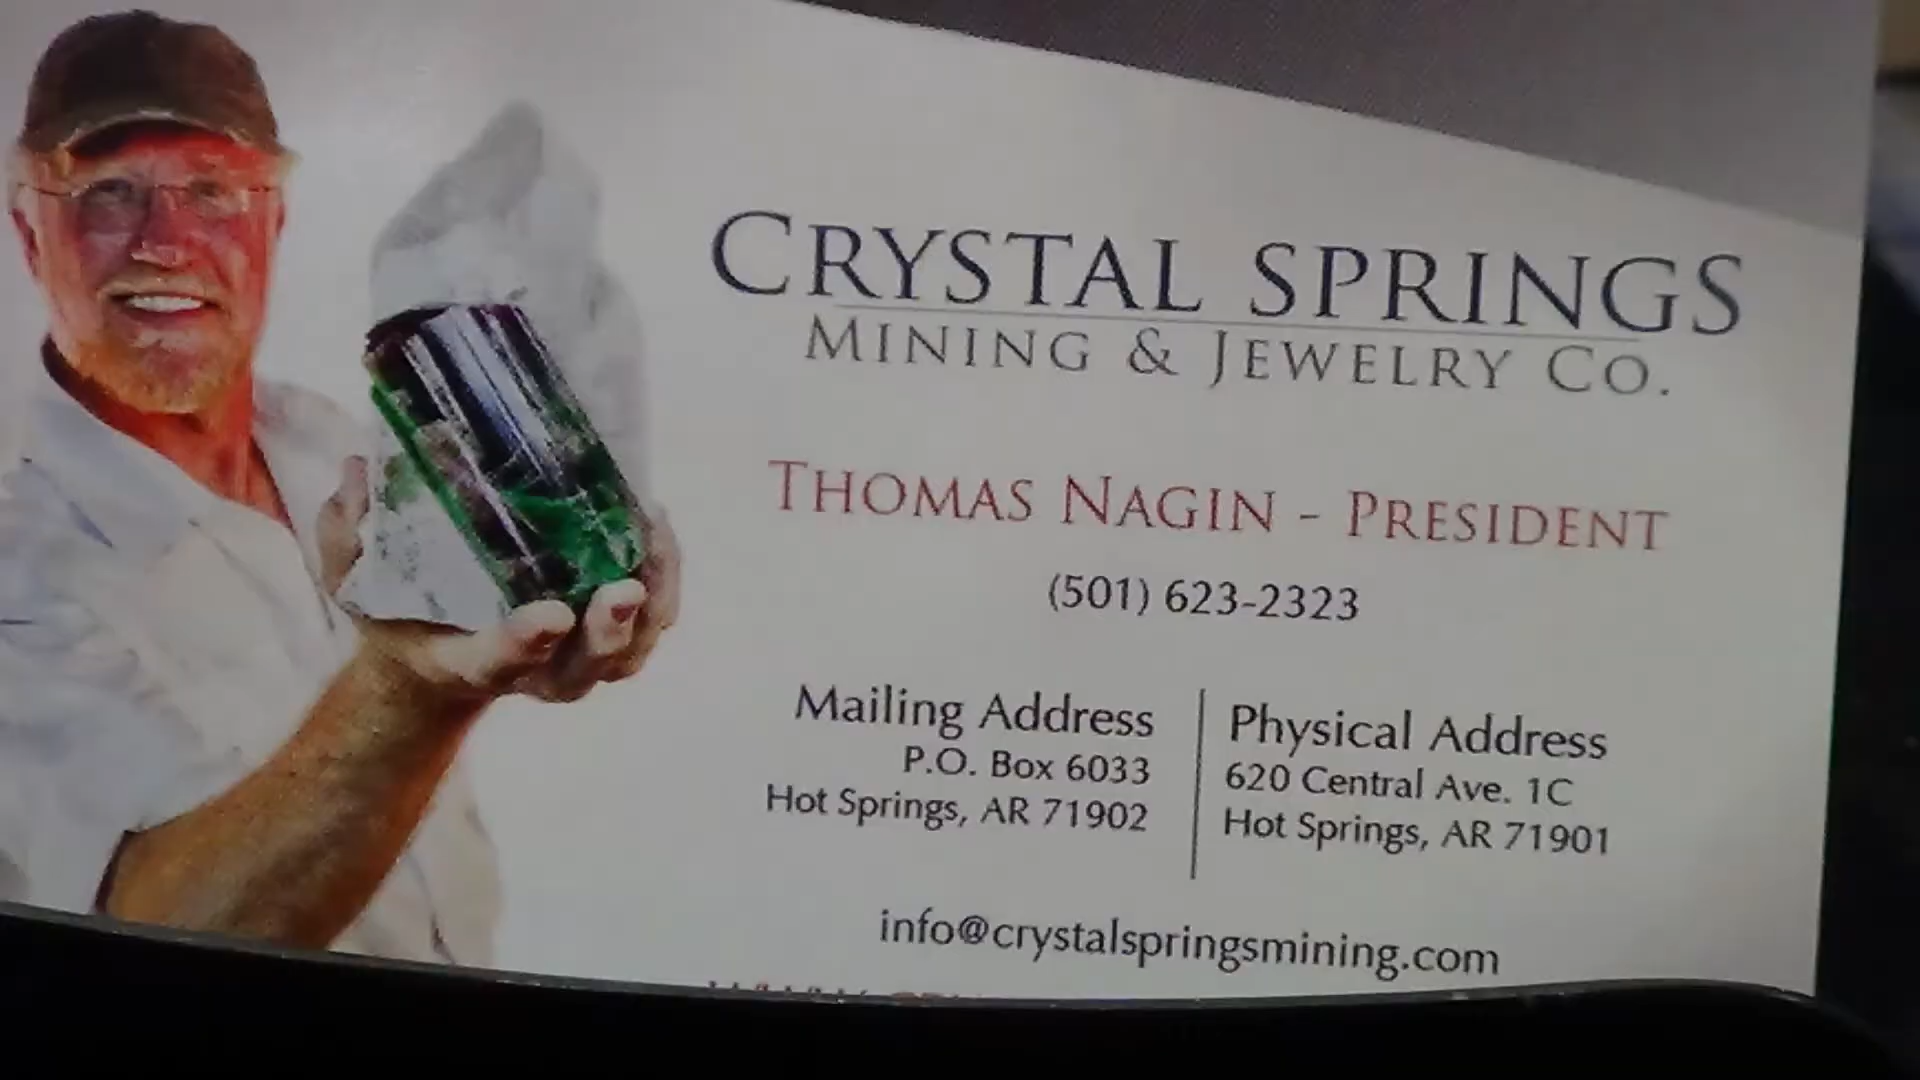 CRYSTAL SPRINGS
MINING & JEWELRY CO.
THOMAS NAGIN - PRESIDENT
(501) 623-2323
Mailing Address
P.O. Box 6033
Hot Springs, AR 71902
Physical Address
620 Central Ave. 1C
Hot Springs, AR 71901
info@crystalspringsmining.com